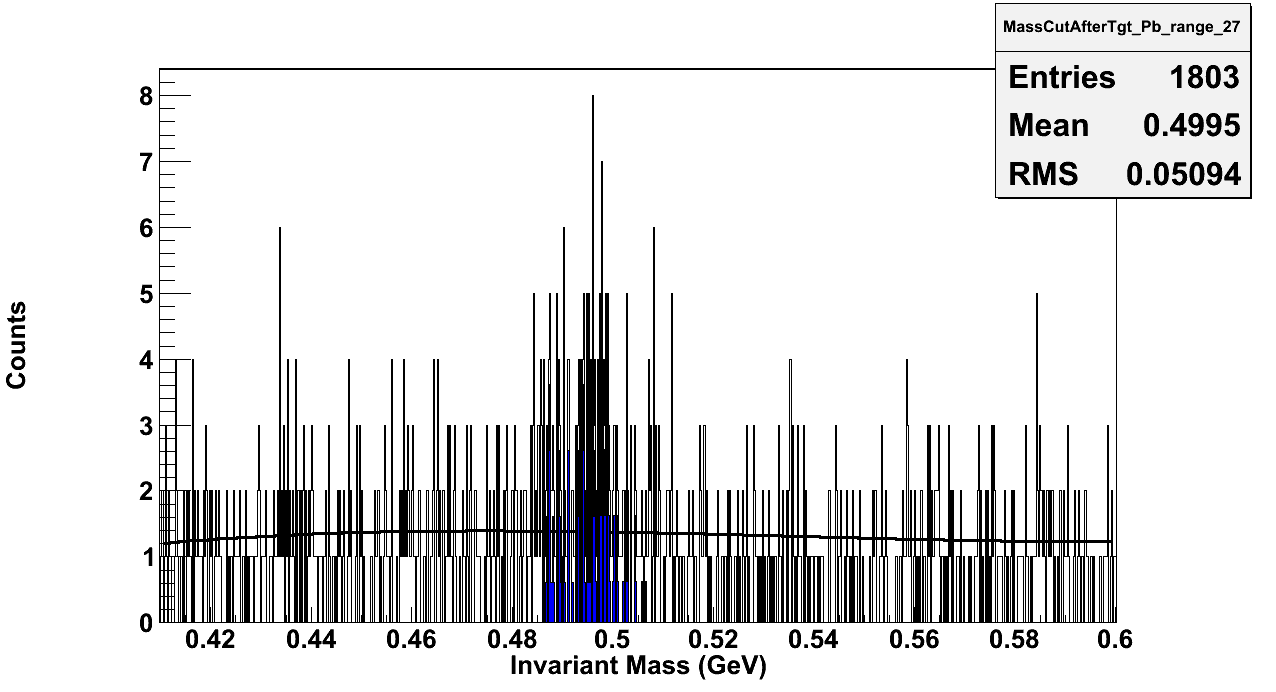 MassCutAfterTgt_Pb_range_27
Entries 1803
Mean 0.4995
RMS 0.05094
8
7
6
5
4
3
2
1
0
Counts
0.42 0.44 0.46 0.48 0.5 0.52 0.54 0.56 0.58 0.6
Invariant Mass (GeV)